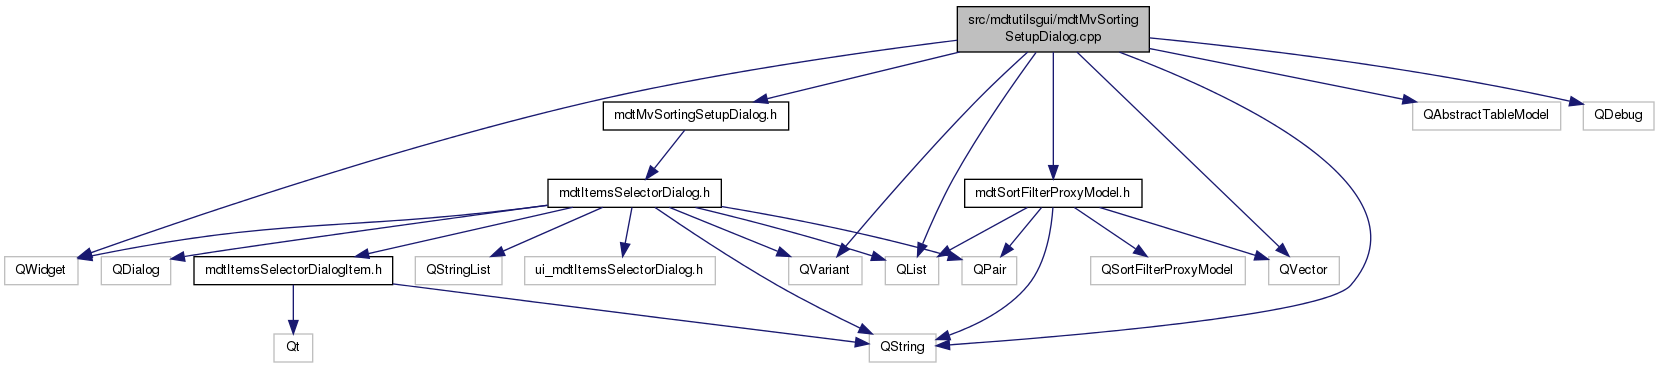 src/mdtutilsgui/mdtMvSorting
SetupDialog.cpp
mdtMvSortingSetupDialog.h
QAbstractTableModel
QDebug
mdtItemsSelectorDialog.h
mdtSortFilterProxyModel.h
QWidget
QDialog
mdtItemsSelectorDialogItem.h
QStringList
ui_mdtItemsSelectorDialog.h
QVariant
QList
QPair
QSortFilterProxyModel
QVector
Qt
QString